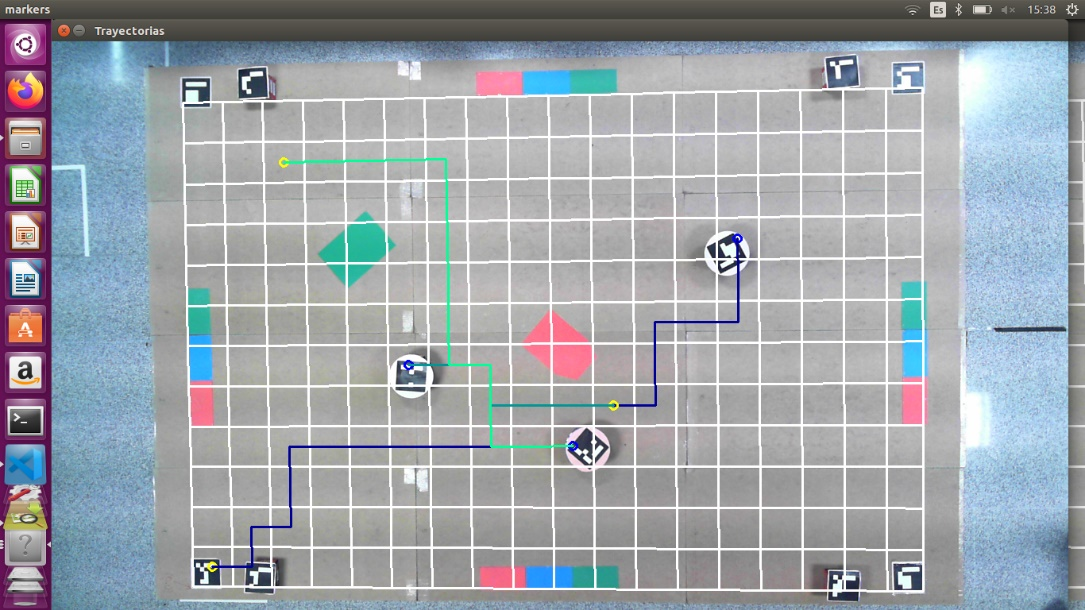 markers
Es
15:38
Trayectorias
a
>_
?